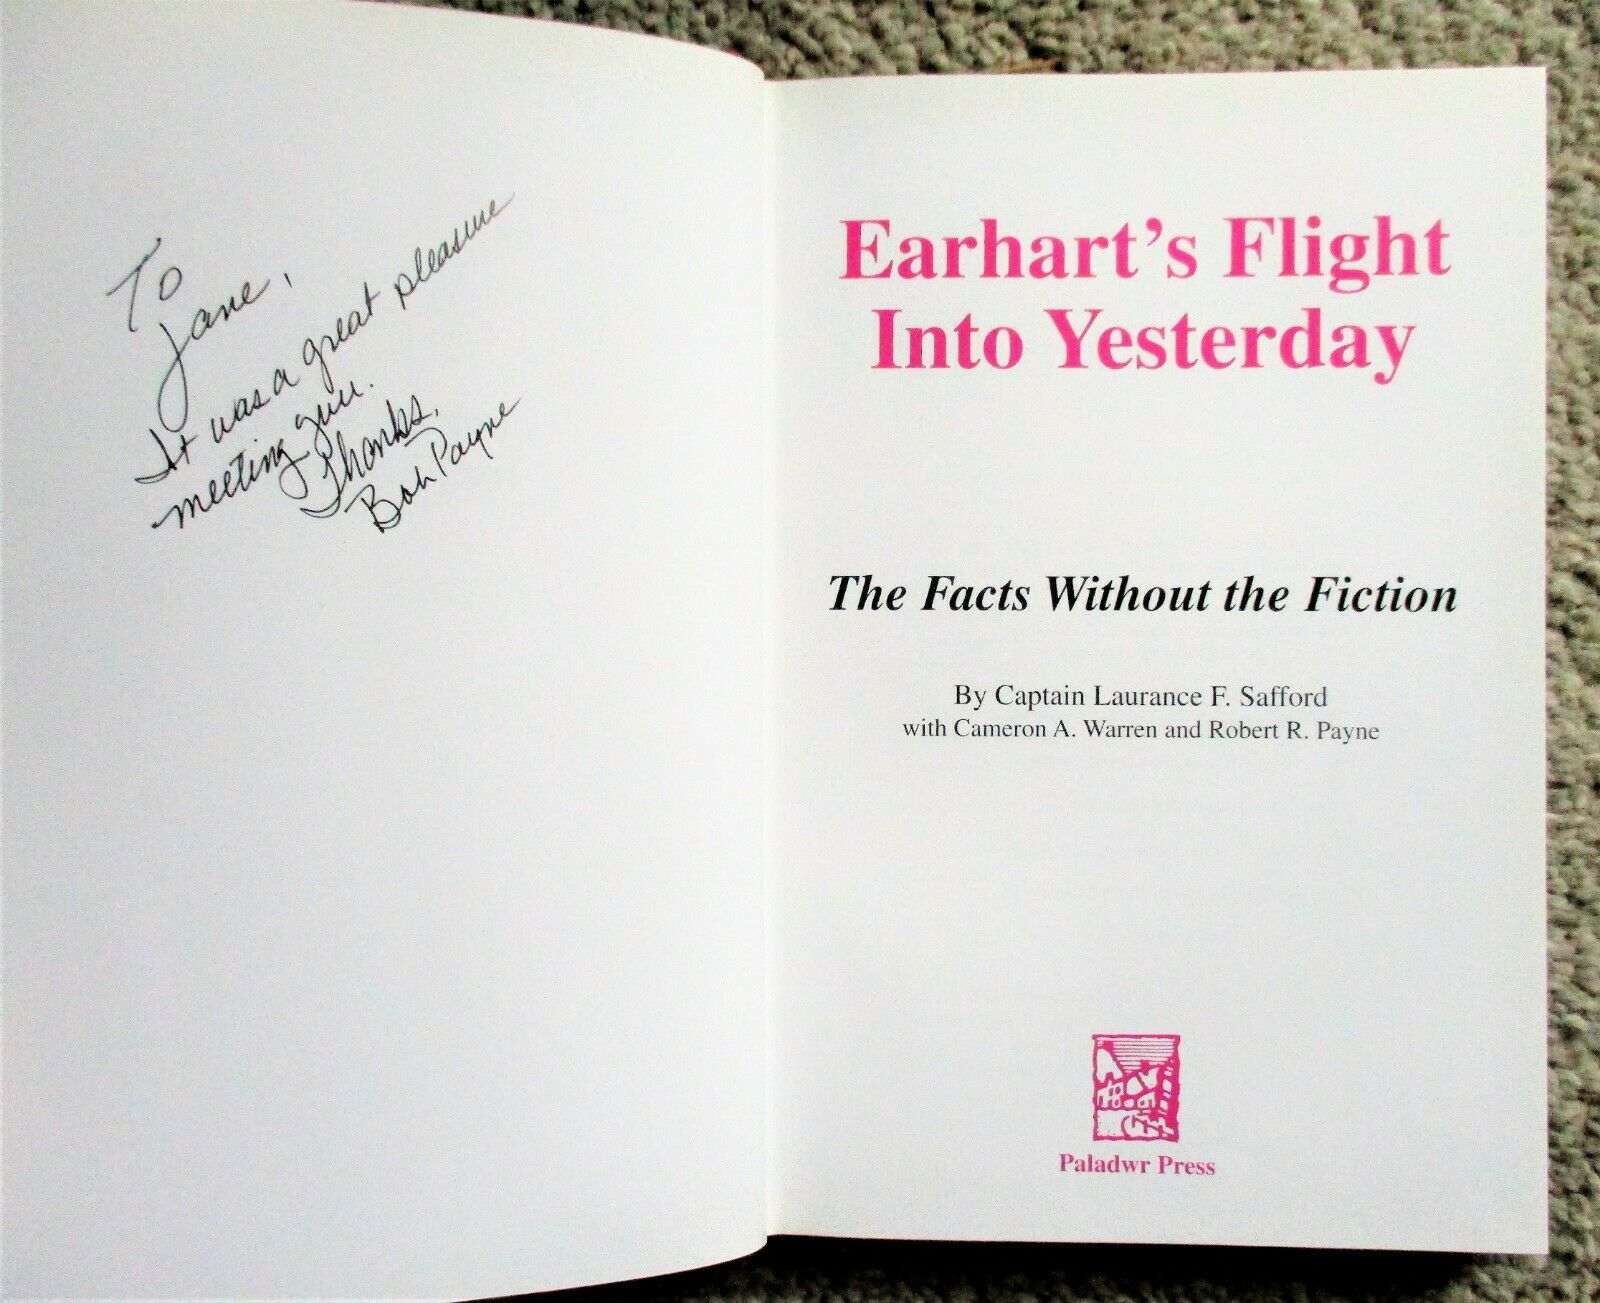 To
Jane,
It was a great pleasure
meeting you.
Thanks,
Bob Payne
Earhart's Flight
Into Yesterday
The Facts Without the Fiction
By Captain Laurance F. Safford
with Cameron A. Warren and Robert R. Payne
Paladwr Press